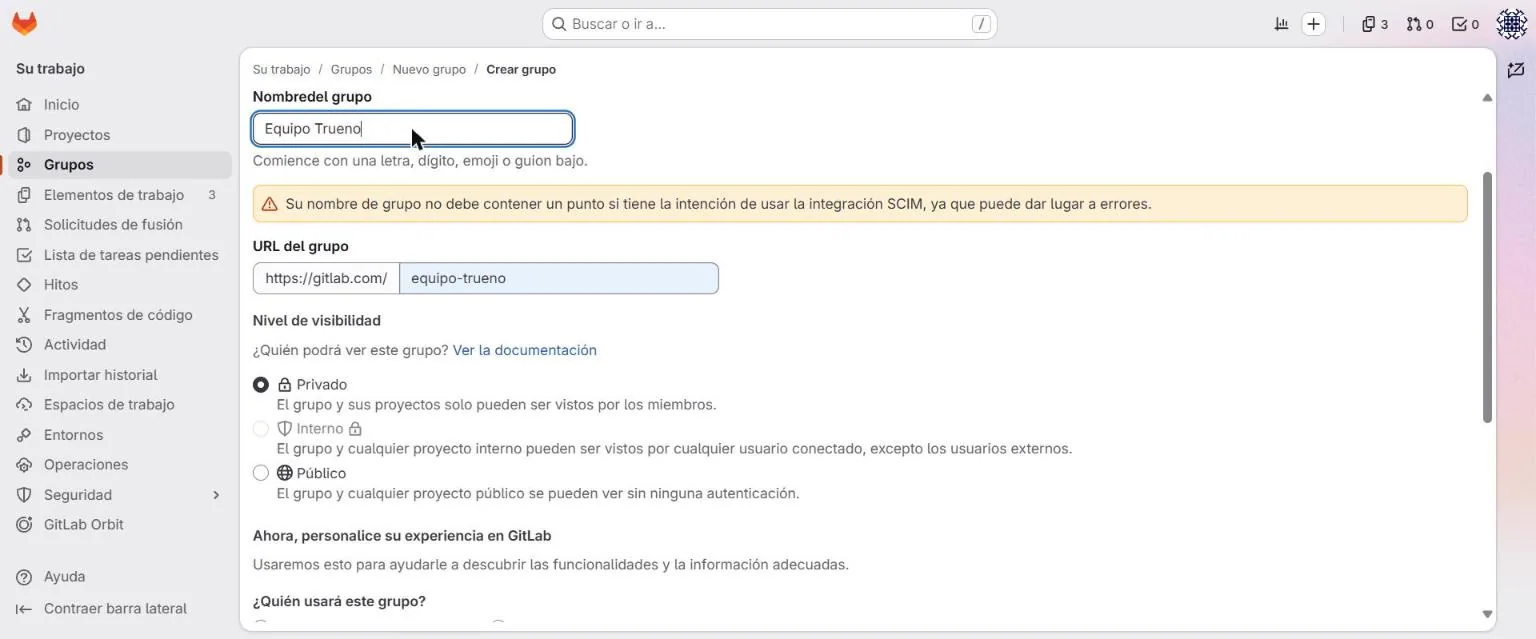 Buscar o ir a...
/
3
0
0
Su trabajo
Inicio
Proyectos
Grupos
Elementos de trabajo 3
Solicitudes de fusión
Lista de tareas pendientes
Hitos
Fragmentos de código
Actividad
Importar historial
Espacios de trabajo
Entornos
Operaciones
Seguridad
GitLab Orbit
Ayuda
Contraer barra lateral
Su trabajo / Grupos / Nuevo grupo / Crear grupo
Nombredel grupo
Equipo Trueno
Comience con una letra, dígito, emoji o guion bajo.
Su nombre de grupo no debe contener un punto si tiene la intención de usar la integración SCIM, ya que puede dar lugar a errores.
URL del grupo
https://gitlab.com/ equipo-trueno
Nivel de visibilidad
¿Quién podrá ver este grupo? Ver la documentación
Privado
El grupo y sus proyectos solo pueden ser vistos por los miembros.
Interno
El grupo y cualquier proyecto interno pueden ser vistos por cualquier usuario conectado, excepto los usuarios externos.
Público
El grupo y cualquier proyecto público se pueden ver sin ninguna autenticación.
Ahora, personalice su experiencia en GitLab
Usaremos esto para ayudarle a descubrir las funcionalidades y la información adecuadas.
¿Quién usará este grupo?